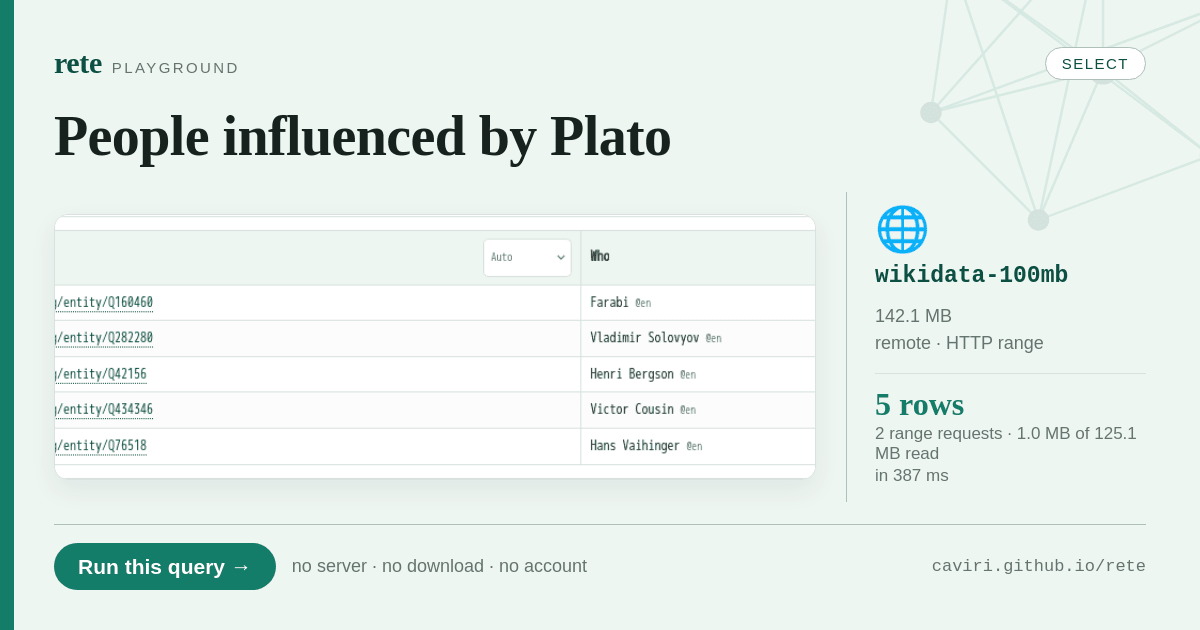 rete PLAYGROUND
SELECT
People influenced by Plato
Auto
Who
/entity/Q160460
Farabi @en
/entity/Q282280
Vladimir Solovyov @en
/entity/Q42156
Henri Bergson @en
/entity/Q434346
Victor Cousin @en
/entity/Q76518
Hans Vaihinger @en
wikidata-100mb
142.1 MB
remote · HTTP range
5 rows
2 range requests · 1.0 MB of 125.1
MB read
in 387 ms
Run this query →
no server · no download · no account
caviri.github.io/rete